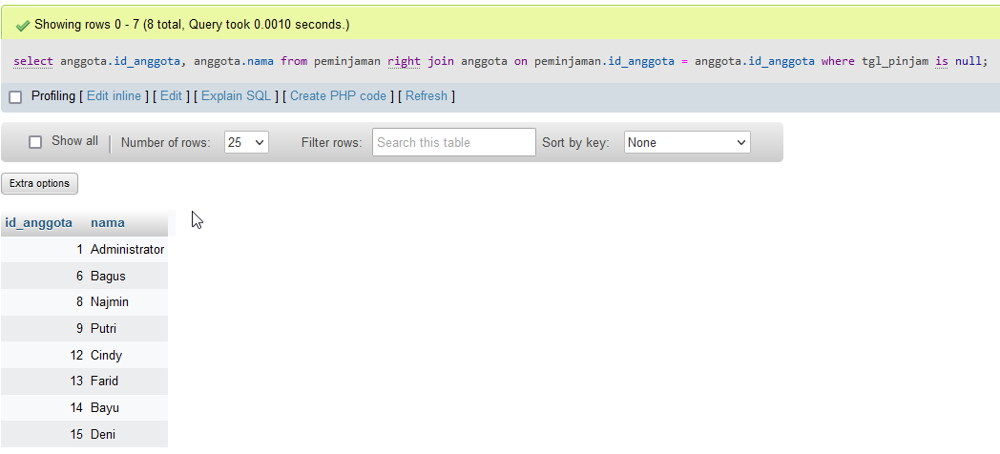 Showing rows 0 - 7 (8 total, Query took 0.0010 seconds.)
select anggota.id_anggota, anggota.nama from peminjaman right join anggota on peminjaman.id_anggota = anggota.id_anggota where tgl_pinjam is null;
Profiling [ Edit inline ] [ Edit ] [ Explain SQL ] [ Create PHP code ] [ Refresh ]
Show all | Number of rows: 25 Filter rows: Search this table Sort by key: None
Extra options
id_anggota nama
1 Administrator
6 Bagus
8 Najmin
9 Putri
12 Cindy
13 Farid
14 Bayu
15 Deni